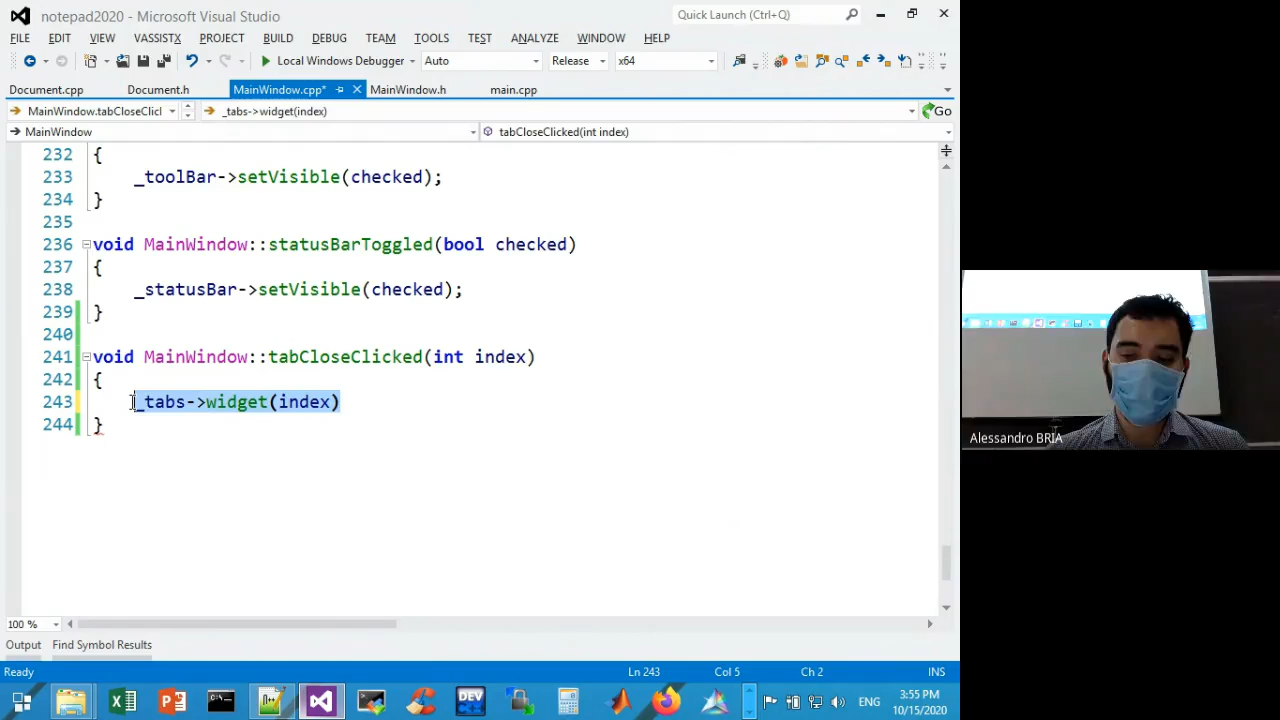 notepad2020 - Microsoft Visual Studio
Quick Launch (Ctrl+Q)
FILE EDIT VIEW VASSISTX PROJECT BUILD DEBUG TEAM TOOLS TEST ANALYZE WINDOW HELP
Local Windows Debugger Auto Release x64
Document.cpp Document.h MainWindow.cpp* MainWindow.h main.cpp
MainWindow.tabCloseClicl _tabs->widget(index) Go
MainWindow tabCloseClicked(int index)
232 {
233 _toolBar->setVisible(checked);
234 }
235
236 void MainWindow::statusBarToggled(bool checked)
237 {
238 _statusBar->setVisible(checked);
239 }
240
241 void MainWindow::tabCloseClicked(int index)
242 {
243 _tabs->widget(index)
244 }
Alessandro BRIA
100 %
Output Find Symbol Results
Ready Ln 243 Col 5 Ch 2 INS
DEV
ENG
3:55 PM
10/15/2020